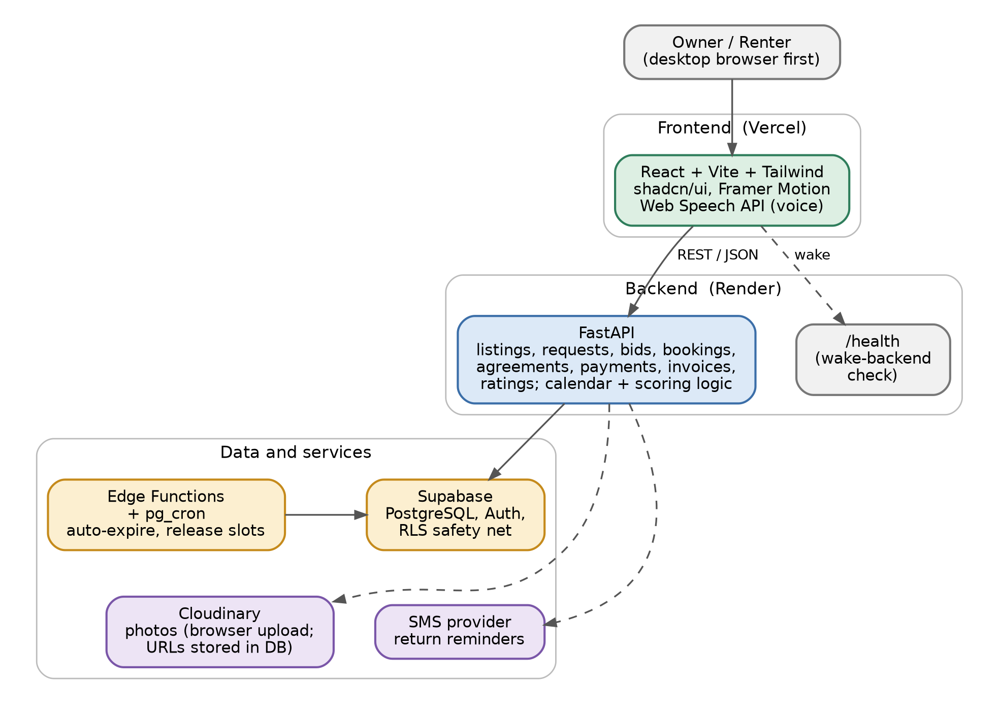 Owner / Renter
(desktop browser first)
Frontend  (Vercel)
React + Vite + Tailwind
shadcn/ui, Framer Motion
Web Speech API (voice)
REST / JSON
wake
Backend  (Render)
FastAPI
listings, requests, bids, bookings,
agreements, payments, invoices,
ratings; calendar + scoring logic
/health
(wake-backend
check)
Data and services
Edge Functions
+ pg_cron
auto-expire, release slots
Supabase
PostgreSQL, Auth,
RLS safety net
Cloudinary
photos (browser upload;
URLs stored in DB)
SMS provider
return reminders